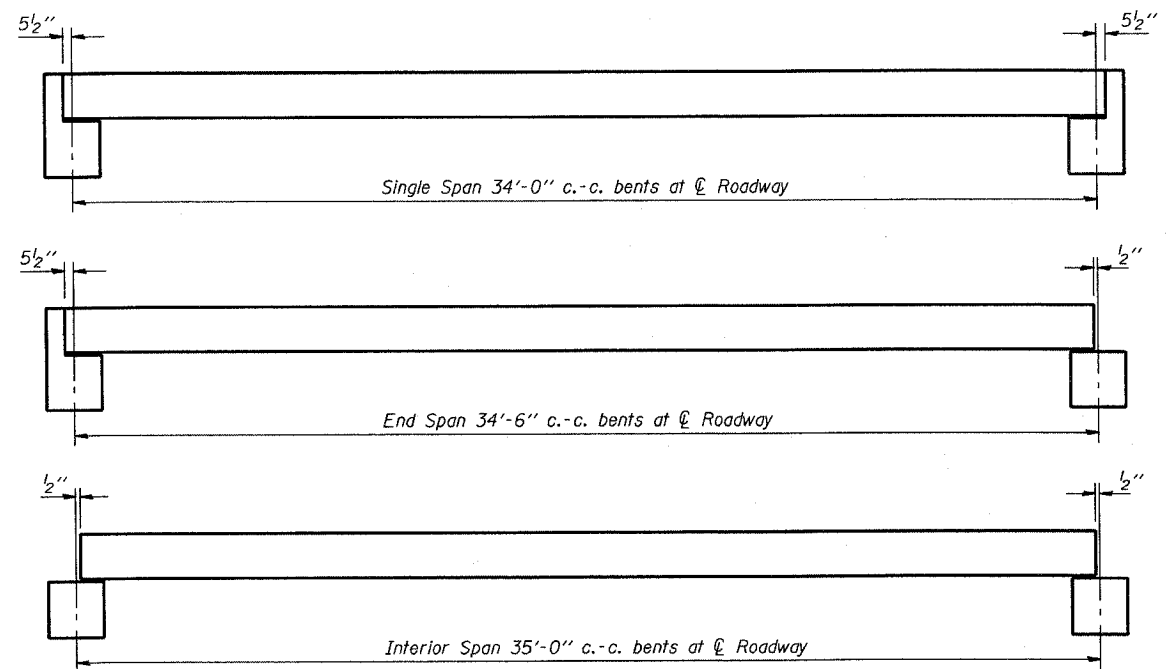 5½" 5½"
Single Span 34'-0" c.-c. bents at ℄ Roadway
5½" ½"
End Span 34'-6" c.-c. bents at ℄ Roadway
½" ½"
Interior Span 35'-0" c.-c. bents at ℄ Roadway